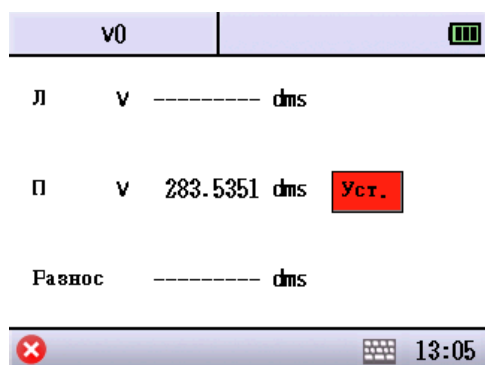 V0
Л V --------- dms
П V 283.5351 dms Уст.
Разнос --------- dms
13:05